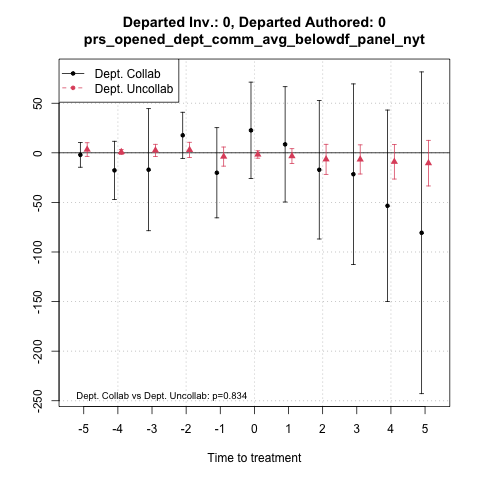 Departed Inv.: 0, Departed Authored: 0
prs_opened_dept_comm_avg_belowdf_panel_nyt
Dept. Collab
Dept. Uncollab
50
0
-50
-100
-150
-200
-250
Dept. Collab vs Dept. Uncollab: p=0.834
-5 -4 -3 -2 -1 0 1 2 3 4 5
Time to treatment